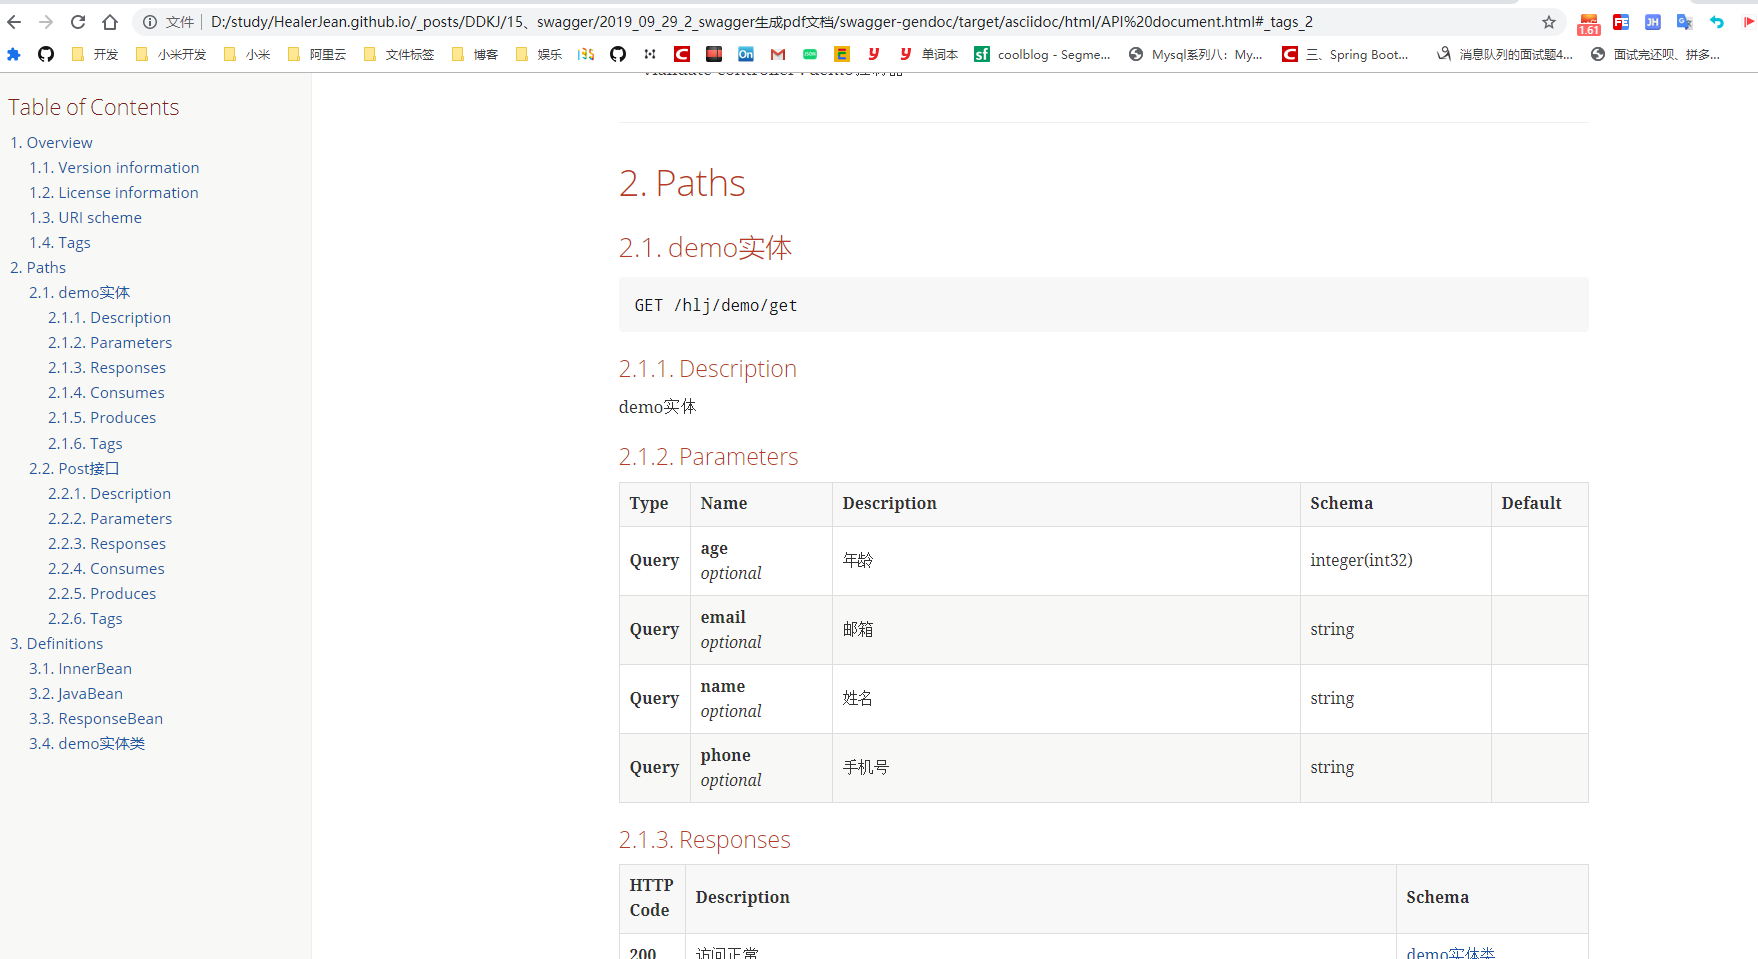 文件 D:/study/HealerJean.github.io/_posts/DDKJ/15、swagger/2019_09_29_2_swagger生成pdf文档/swagger-gendoc/target/asciidoc/html/API%20document.html#_tags_2
1.61
开发 小米开发 小米 阿里云 文件标签 博客 娱乐 单词本 coolblog - Segme... Mysql系列八：My... 三、Spring Boot... 消息队列的面试题4... 面试完还呗、拼多...
Table of Contents
1. Overview
1.1. Version information
1.2. License information
1.3. URI scheme
1.4. Tags
2. Paths
2.1. demo实体
2.1.1. Description
2.1.2. Parameters
2.1.3. Responses
2.1.4. Consumes
2.1.5. Produces
2.1.6. Tags
2.2. Post接口
2.2.1. Description
2.2.2. Parameters
2.2.3. Responses
2.2.4. Consumes
2.2.5. Produces
2.2.6. Tags
3. Definitions
3.1. InnerBean
3.2. JavaBean
3.3. ResponseBean
3.4. demo实体类
2. Paths
2.1. demo实体
GET /hlj/demo/get
2.1.1. Description
demo实体
2.1.2. Parameters
Type Name Description Schema Default
Query age optional 年龄 integer(int32)
Query email optional 邮箱 string
Query name optional 姓名 string
Query phone optional 手机号 string
2.1.3. Responses
HTTP Code Description Schema
200 访问正常 demo实体类